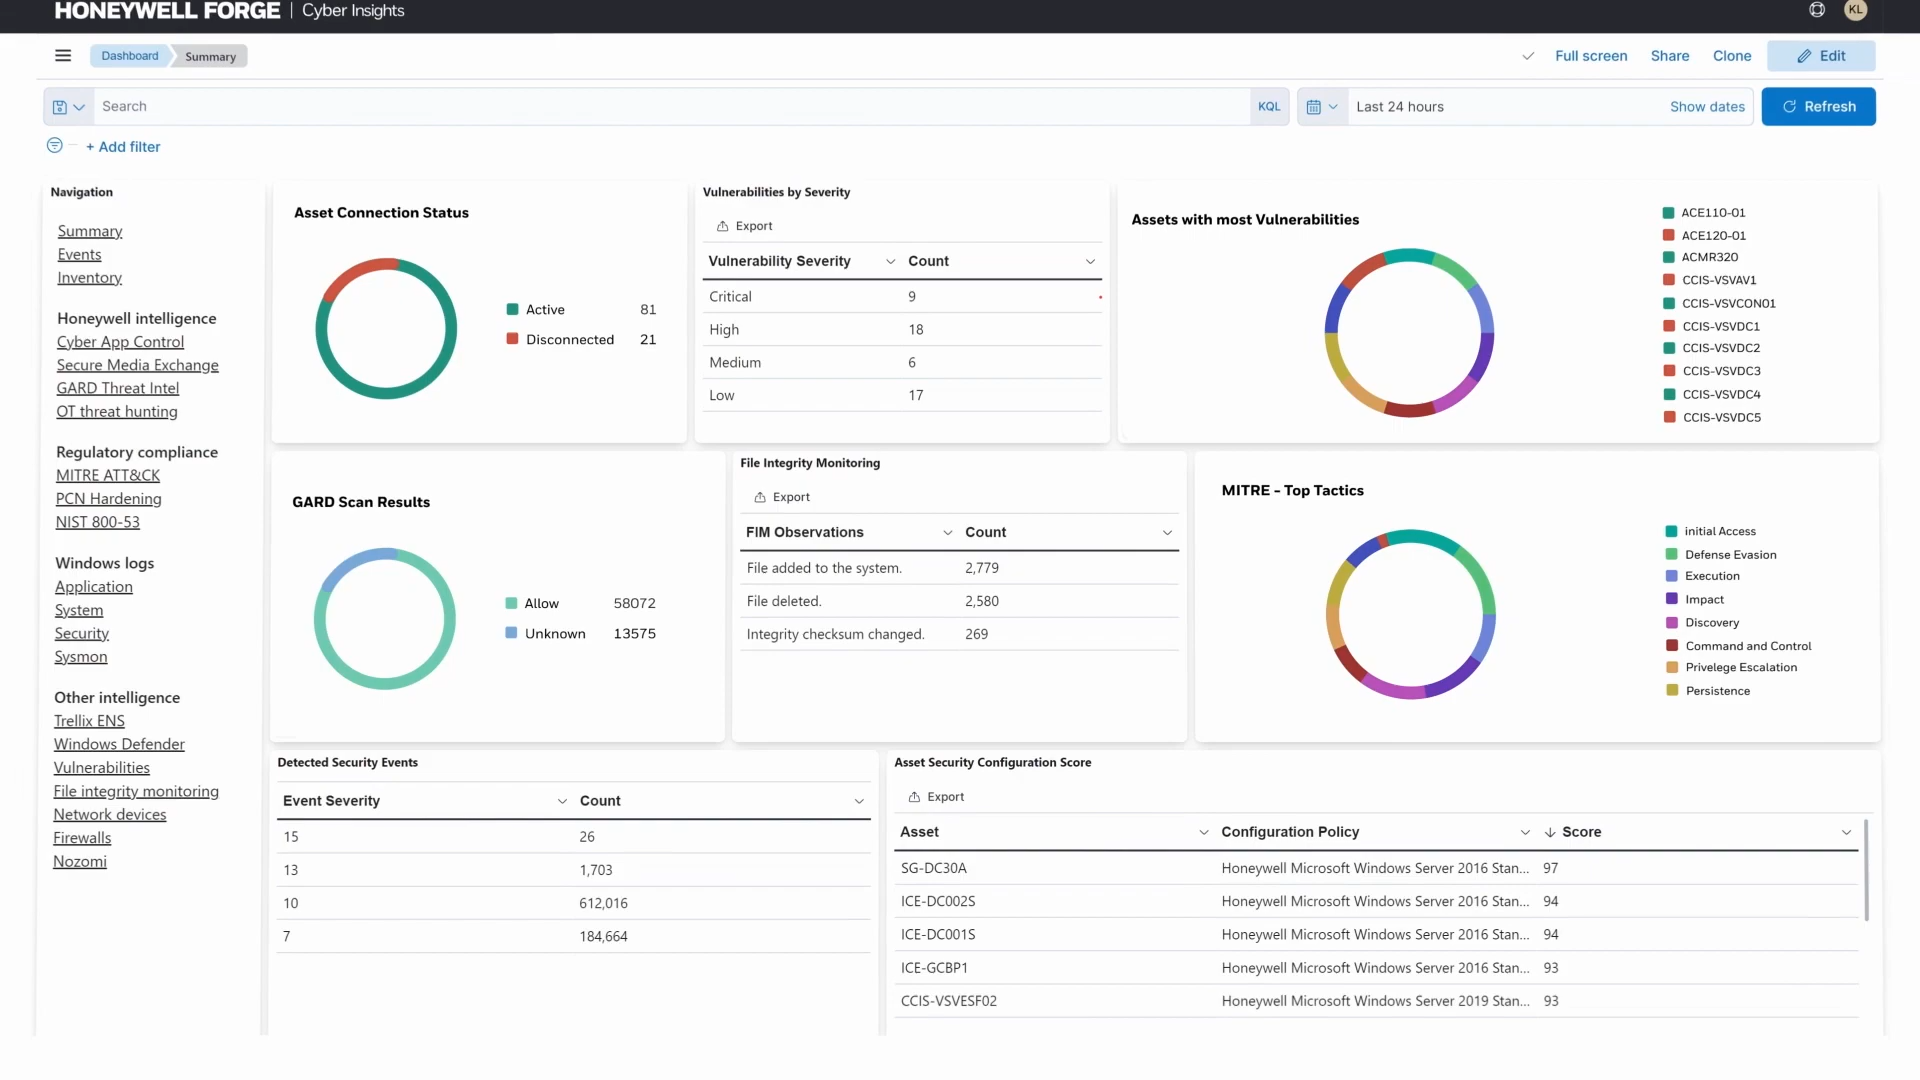 HONEYWELL FORGE | Cyber Insights
KL
Dashboard
Summary
Full screen
Share
Clone
Edit
Search
KQL
Last 24 hours
Show dates
Refresh
+ Add filter
Navigation
Summary
Events
Inventory
Honeywell intelligence
Cyber App Control
Secure Media Exchange
GARD Threat Intel
OT threat hunting
Regulatory compliance
MITRE ATT&CK
PCN Hardening
NIST 800-53
Windows logs
Application
System
Security
Sysmon
Other intelligence
Trellix ENS
Windows Defender
Vulnerabilities
File integrity monitoring
Network devices
Firewalls
Nozomi
Asset Connection Status
Active 81
Disconnected 21
Vulnerabilities by Severity
Export
Vulnerability Severity Count
Critical 9
High 18
Medium 6
Low 17
Assets with most Vulnerabilities
ACE110-01
ACE120-01
ACMR320
CCIS-VSVAV1
CCIS-VSVCON01
CCIS-VSVDC1
CCIS-VSVDC2
CCIS-VSVDC3
CCIS-VSVDC4
CCIS-VSVDC5
GARD Scan Results
Allow 58072
Unknown 13575
File Integrity Monitoring
Export
FIM Observations Count
File added to the system. 2,779
File deleted. 2,580
Integrity checksum changed. 269
MITRE - Top Tactics
initial Access
Defense Evasion
Execution
Impact
Discovery
Command and Control
Privelege Escalation
Persistence
Detected Security Events
Event Severity Count
15 26
13 1,703
10 612,016
7 184,664
Asset Security Configuration Score
Export
Asset Configuration Policy Score
SG-DC30A Honeywell Microsoft Windows Server 2016 Stan... 97
ICE-DC002S Honeywell Microsoft Windows Server 2016 Stan... 94
ICE-DC001S Honeywell Microsoft Windows Server 2016 Stan... 94
ICE-GCBP1 Honeywell Microsoft Windows Server 2016 Stan... 93
CCIS-VSVESF02 Honeywell Microsoft Windows Server 2019 Stan... 93